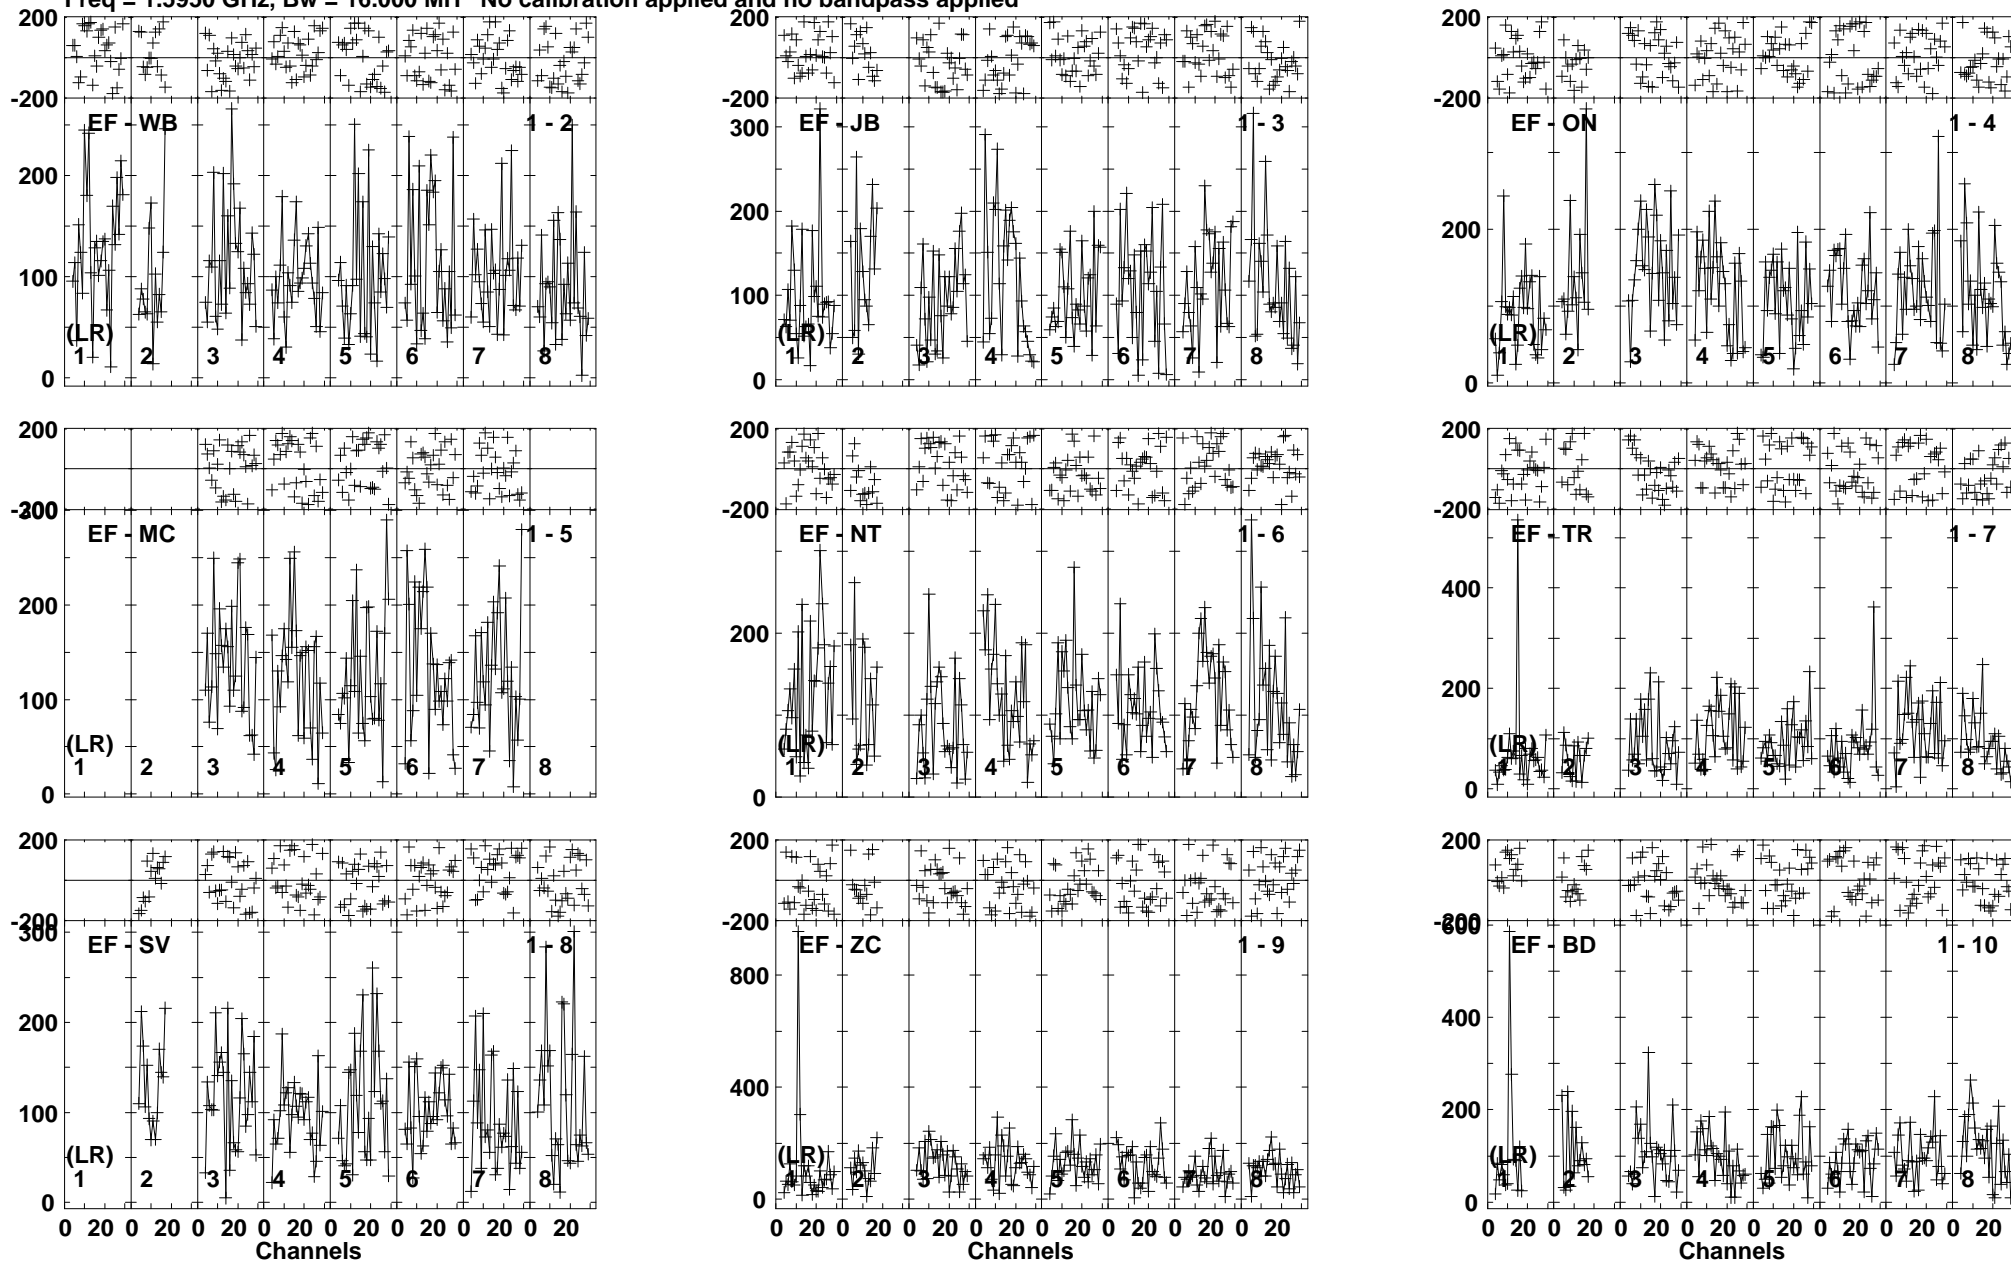 Freq = 1.5950 GHz, Bw = 16.000 MH No calibration applied and no bandpass applied
200 200 200
-200 -200 -200
EF - WB 1 - 2 EF - JB 1 - 3 EF - ON 1 - 4
300
200 200 200
100 100
(LR) (LR) (LR)
1 2 3 4 5 6 7 8 1 2 3 4 5 6 7 8 1 2 3 4 5 6 7 8
0 0 0
200 200 200
-200 -200 -200
300
EF - MC 1 - 5 EF - NT 1 - 6 EF - TR 1 - 7
400
200 200 200
100
(LR) (LR) (LR)
1 2 3 4 5 6 7 8 1 2 3 4 5 6 7 8 1 2 3 4 5 6 7 8
0 0 0
200 200 200
-200 -200 -200
300 600
EF - SV 1 - 8 EF - ZC 1 - 9 EF - BD 1 - 10
200 800 400
100 400 200
(LR) (LR) (LR)
1 2 3 4 5 6 7 8 1 2 3 4 5 6 7 8 1 2 3 4 5 6 7 8
0 0 0
0 20 0 20 0 20 0 20 0 20 0 20 0 20 0 20 0 20 0 20 0 20 0 20 0 20 0 20 0 20 0 20 0 20 0 20 0 20 0 20 0 20 0 20 0 20 0 20
Channels Channels Channels